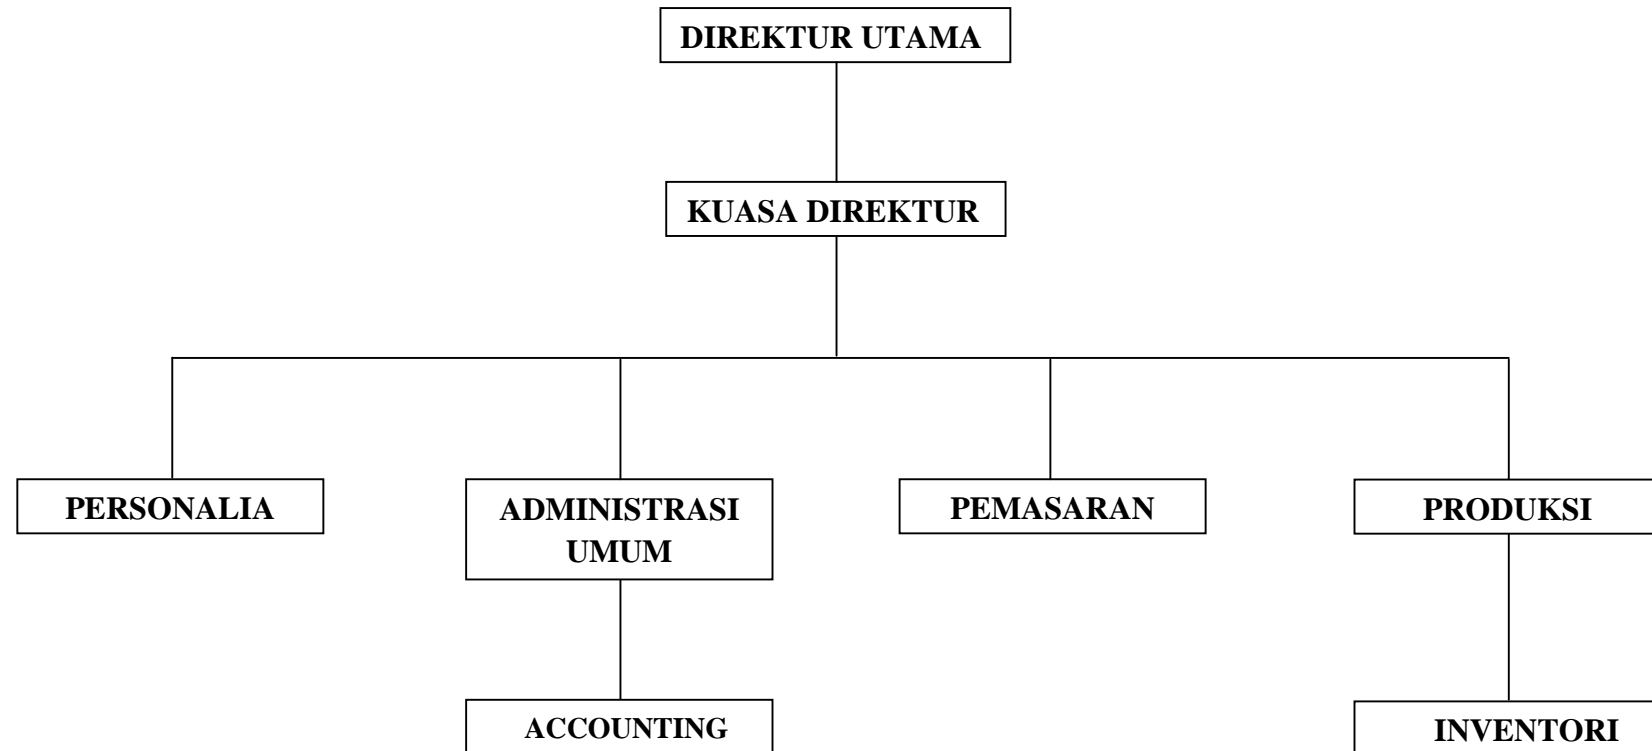 DIREKTUR UTAMA
KUASA DIREKTUR
PERSONALIA
ADMINISTRASI
UMUM
PEMASARAN
PRODUKSI
ACCOUNTING
INVENTORI